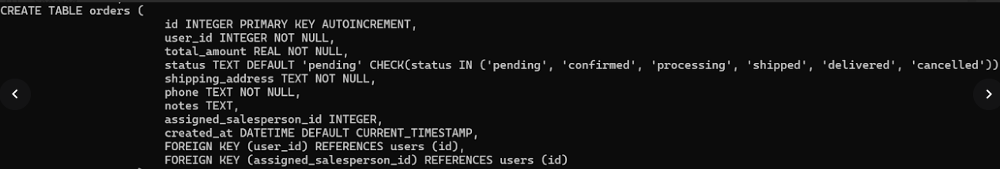 CREATE TABLE orders (
id INTEGER PRIMARY KEY AUTOINCREMENT,
user_id INTEGER NOT NULL,
total_amount REAL NOT NULL,
status TEXT DEFAULT 'pending' CHECK(status IN ('pending', 'confirmed', 'processing', 'shipped', 'delivered', 'cancelled'))
shipping_address TEXT NOT NULL,
phone TEXT NOT NULL,
notes TEXT,
assigned_salesperson_id INTEGER,
created_at DATETIME DEFAULT CURRENT_TIMESTAMP,
FOREIGN KEY (user_id) REFERENCES users (id),
FOREIGN KEY (assigned_salesperson_id) REFERENCES users (id)